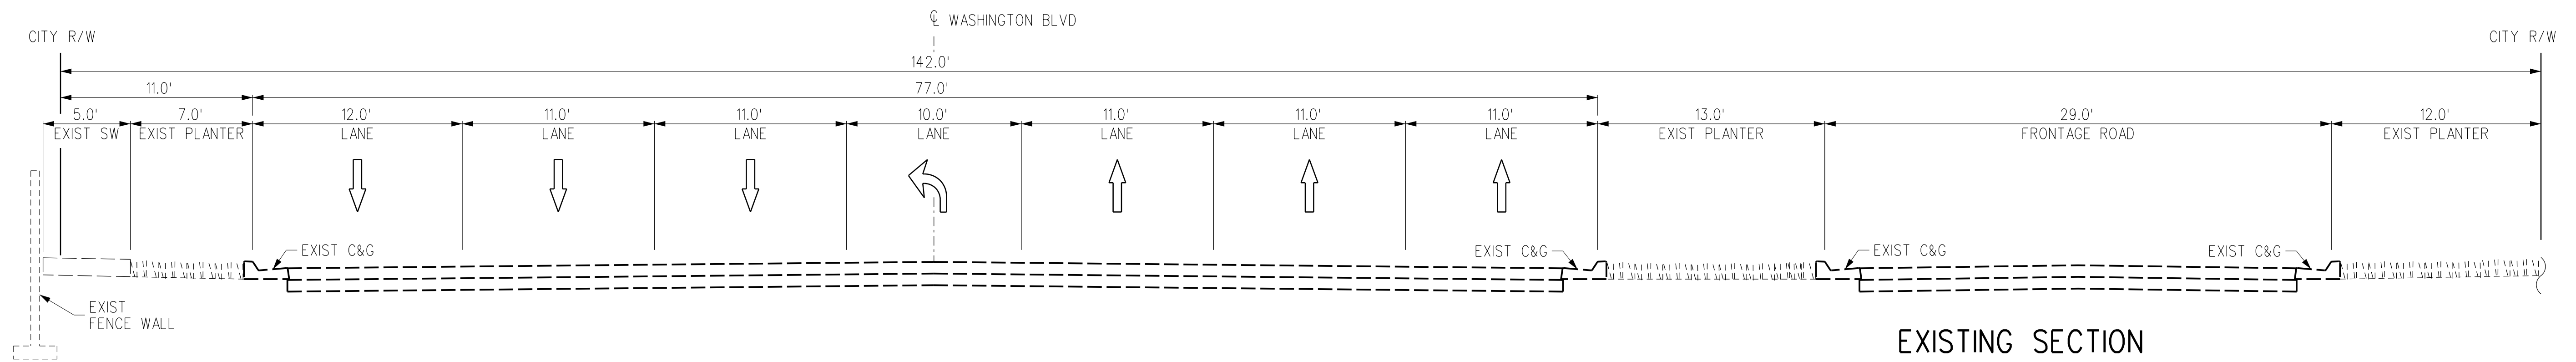 ℄ WASHINGTON BLVD
CITY R/W
CITY R/W
142.0'
11.0'
77.0'
5.0'
7.0'
12.0'
11.0'
11.0'
10.0'
11.0'
11.0'
11.0'
13.0'
29.0'
12.0'
EXIST SW
EXIST PLANTER
LANE
LANE
LANE
LANE
LANE
LANE
LANE
EXIST PLANTER
FRONTAGE ROAD
EXIST PLANTER
EXIST C&G
EXIST C&G
EXIST C&G
EXIST C&G
EXIST
FENCE WALL
EXISTING SECTION